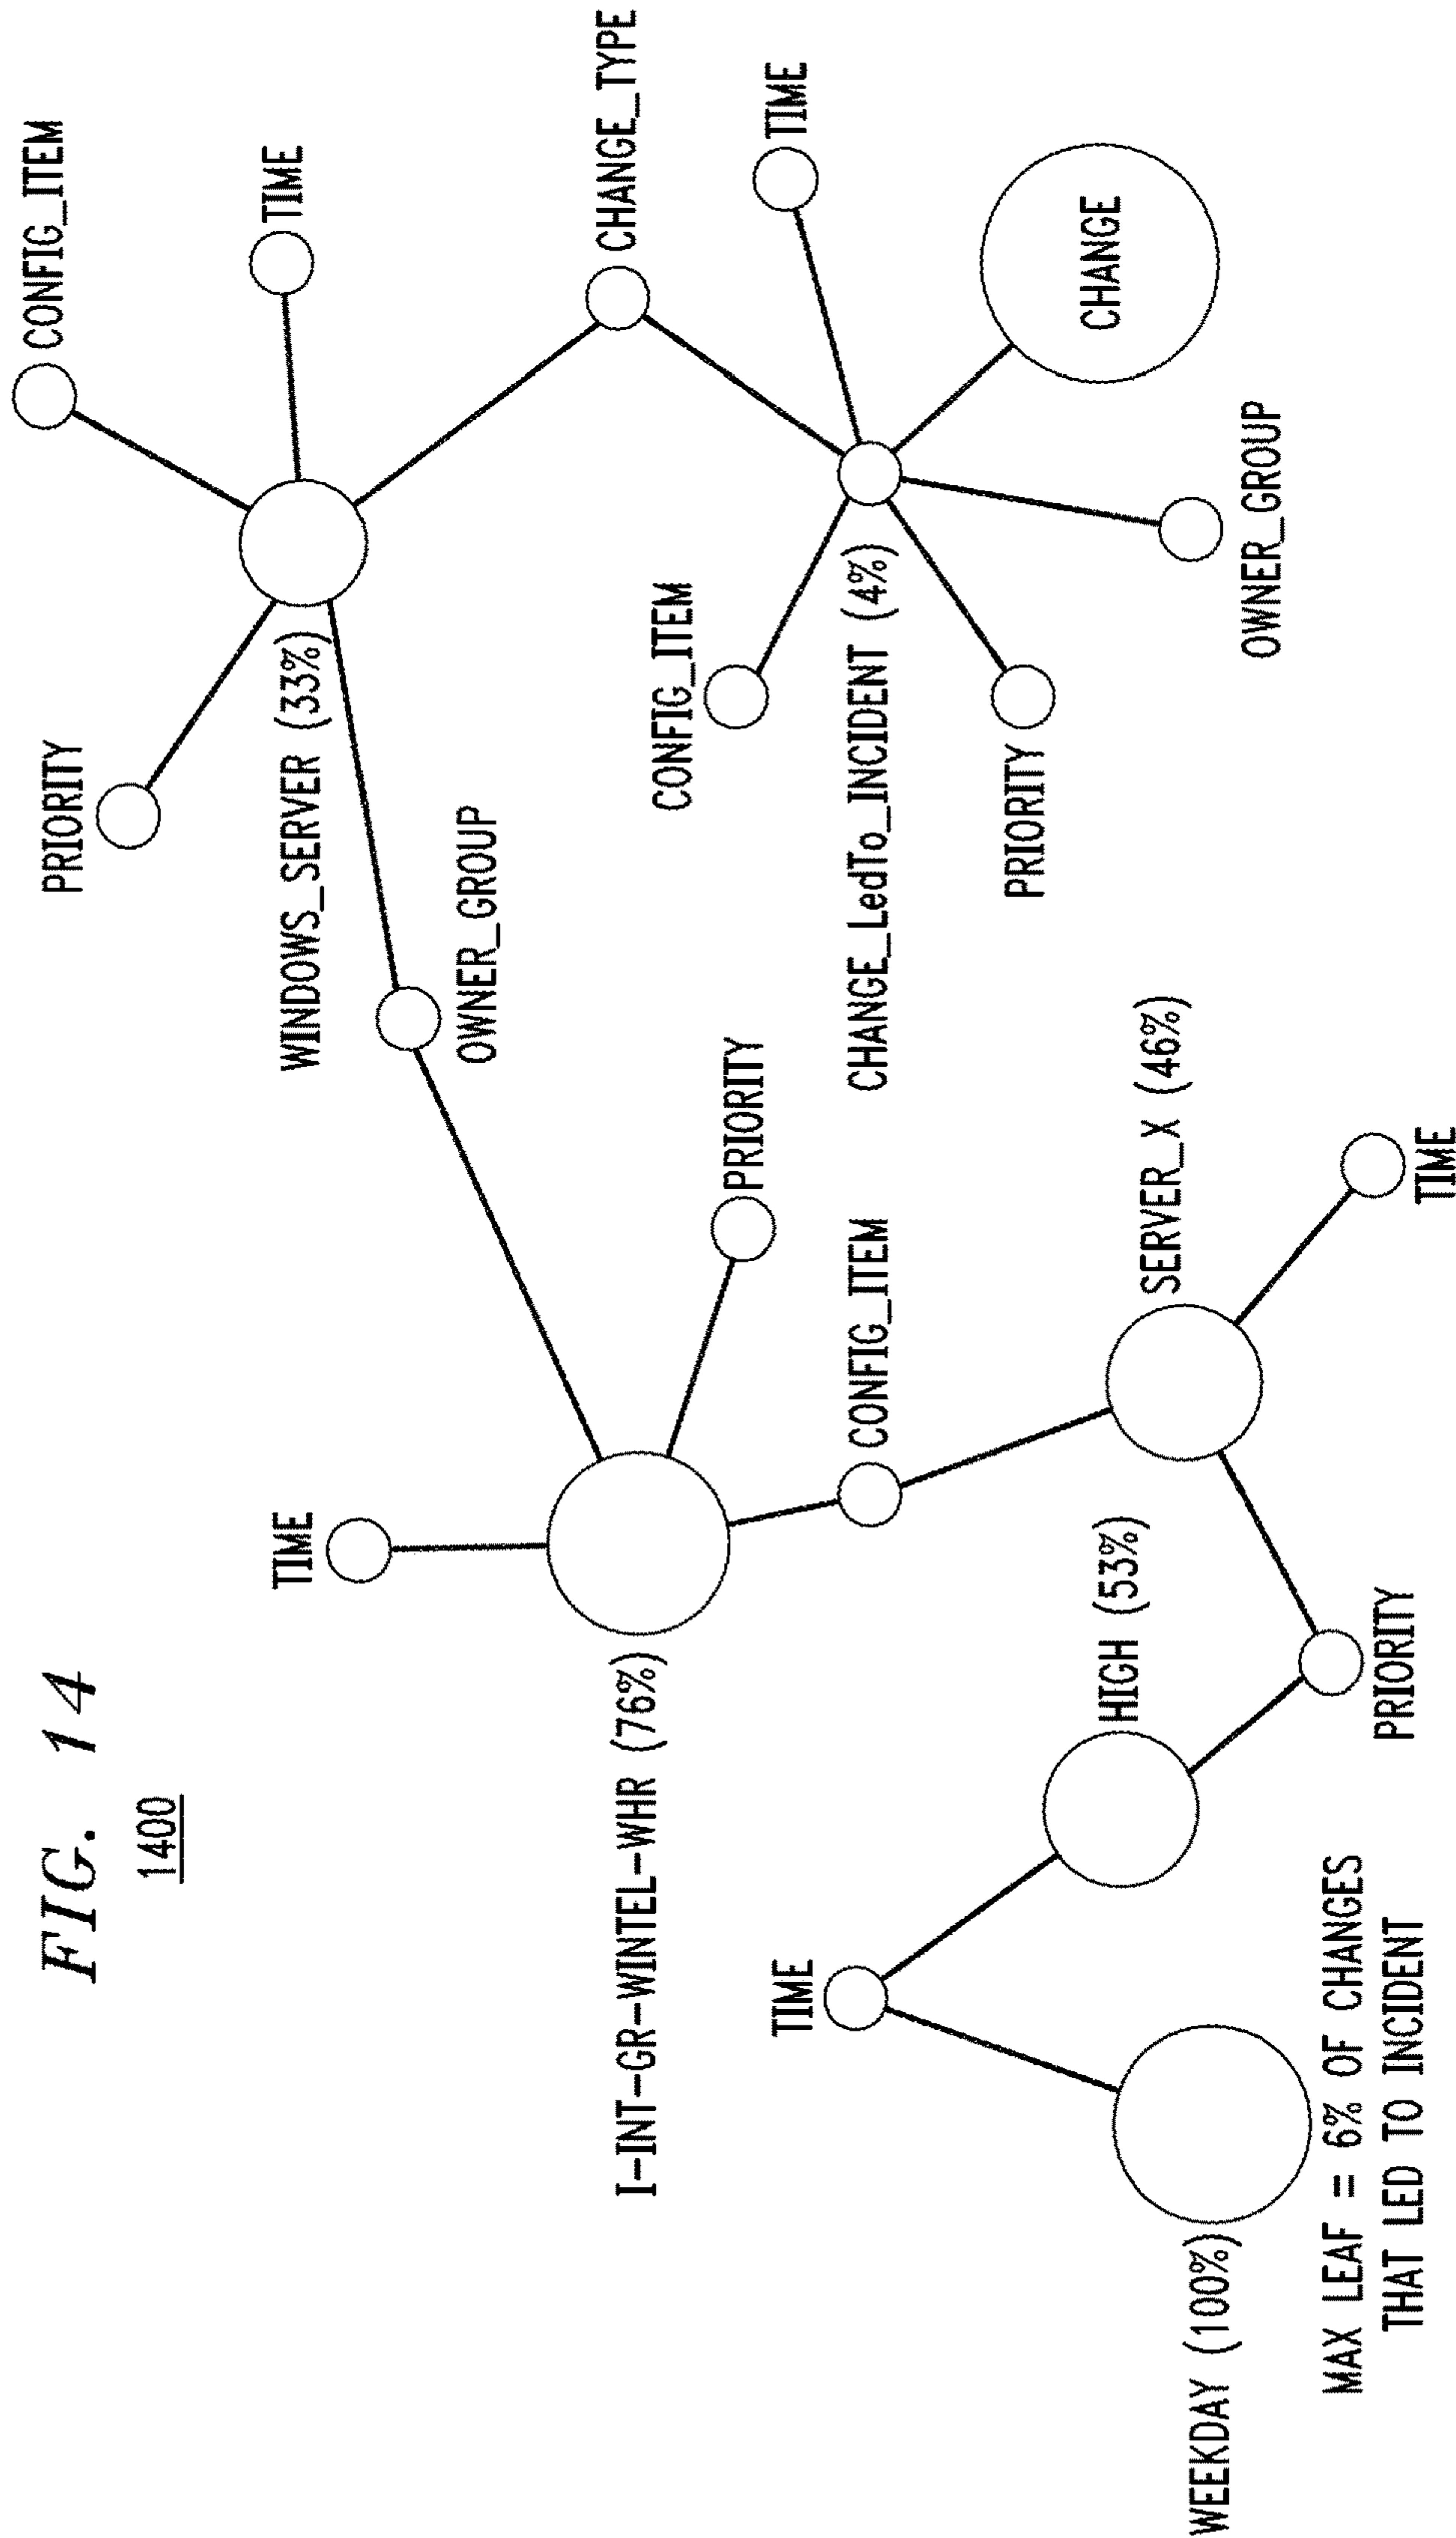 FIG. 14
1400
CONFIG_ITEM
PRIORITY
TIME
WINDOWS_SERVER (33%)
CHANGE_TYPE
OWNER_GROUP
TIME
I-INT-GR-WINTEL-WHR (76%)
PRIORITY
CONFIG_ITEM
TIME
CONFIG_ITEM
CHANGE_LedTo_INCIDENT (4%)
PRIORITY
CHANGE
OWNER_GROUP
TIME
HIGH (53%)
SERVER_X (46%)
WEEKDAY (100%)
PRIORITY
TIME
MAX LEAF = 6% OF CHANGES
THAT LED TO INCIDENT